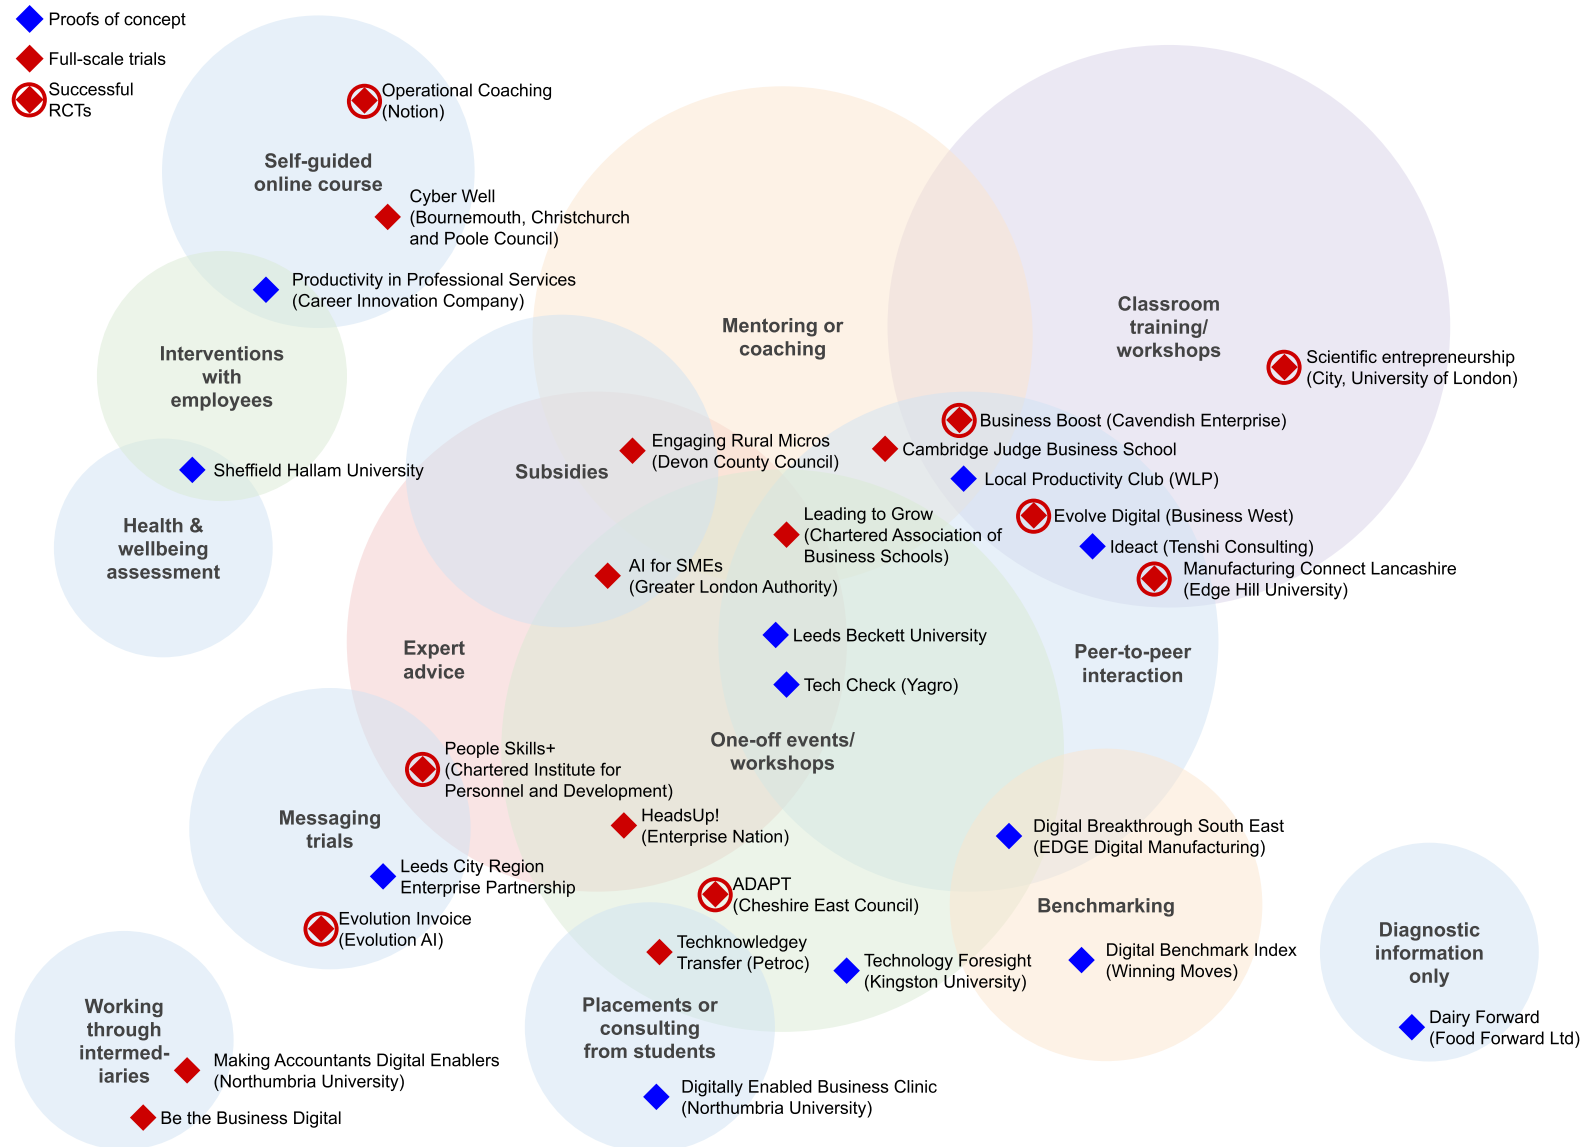 Proofs of concept
Full-scale trials
Successful
RCTs
Operational Coaching
(Notion)
Self-guided
online course
Cyber Well
(Bournemouth, Christchurch
and Poole Council)
Productivity in Professional Services
(Career Innovation Company)
Interventions
with
employees
Mentoring or
coaching
Classroom
training/
workshops
Scientific entrepreneurship
(City, University of London)
Business Boost (Cavendish Enterprise)
Cambridge Judge Business School
Local Productivity Club (WLP)
Evolve Digital (Business West)
Ideact (Tenshi Consulting)
Manufacturing Connect Lancashire
(Edge Hill University)
Engaging Rural Micros
(Devon County Council)
Subsidies
Sheffield Hallam University
Health &
wellbeing
assessment
Leading to Grow
(Chartered Association of
Business Schools)
AI for SMEs
(Greater London Authority)
Leeds Beckett University
Tech Check (Yagro)
Expert
advice
Peer-to-peer
interaction
One-off events/
workshops
People Skills+
(Chartered Institute for
Personnel and Development)
Messaging
trials
HeadsUp!
(Enterprise Nation)
Digital Breakthrough South East
(EDGE Digital Manufacturing)
Leeds City Region
Enterprise Partnership
Evolution Invoice
(Evolution AI)
ADAPT
(Cheshire East Council)
Benchmarking
Techknowledgey
Transfer (Petroc)
Technology Foresight
(Kingston University)
Digital Benchmark Index
(Winning Moves)
Diagnostic
information
only
Dairy Forward
(Food Forward Ltd)
Working
through
intermed-
iaries
Making Accountants Digital Enablers
(Northumbria University)
Be the Business Digital
Placements or
consulting
from students
Digitally Enabled Business Clinic
(Northumbria University)